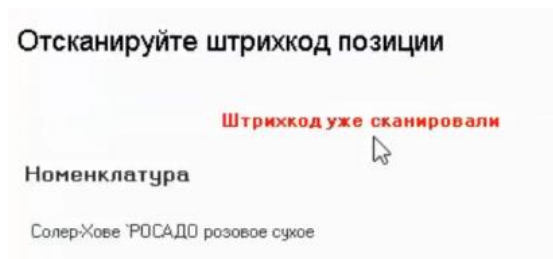 Отсканируйте штрихкод позиции
Штрихкод уже сканировали
Номенклатура
Солер-Хове `РОСАДО розовое сухое